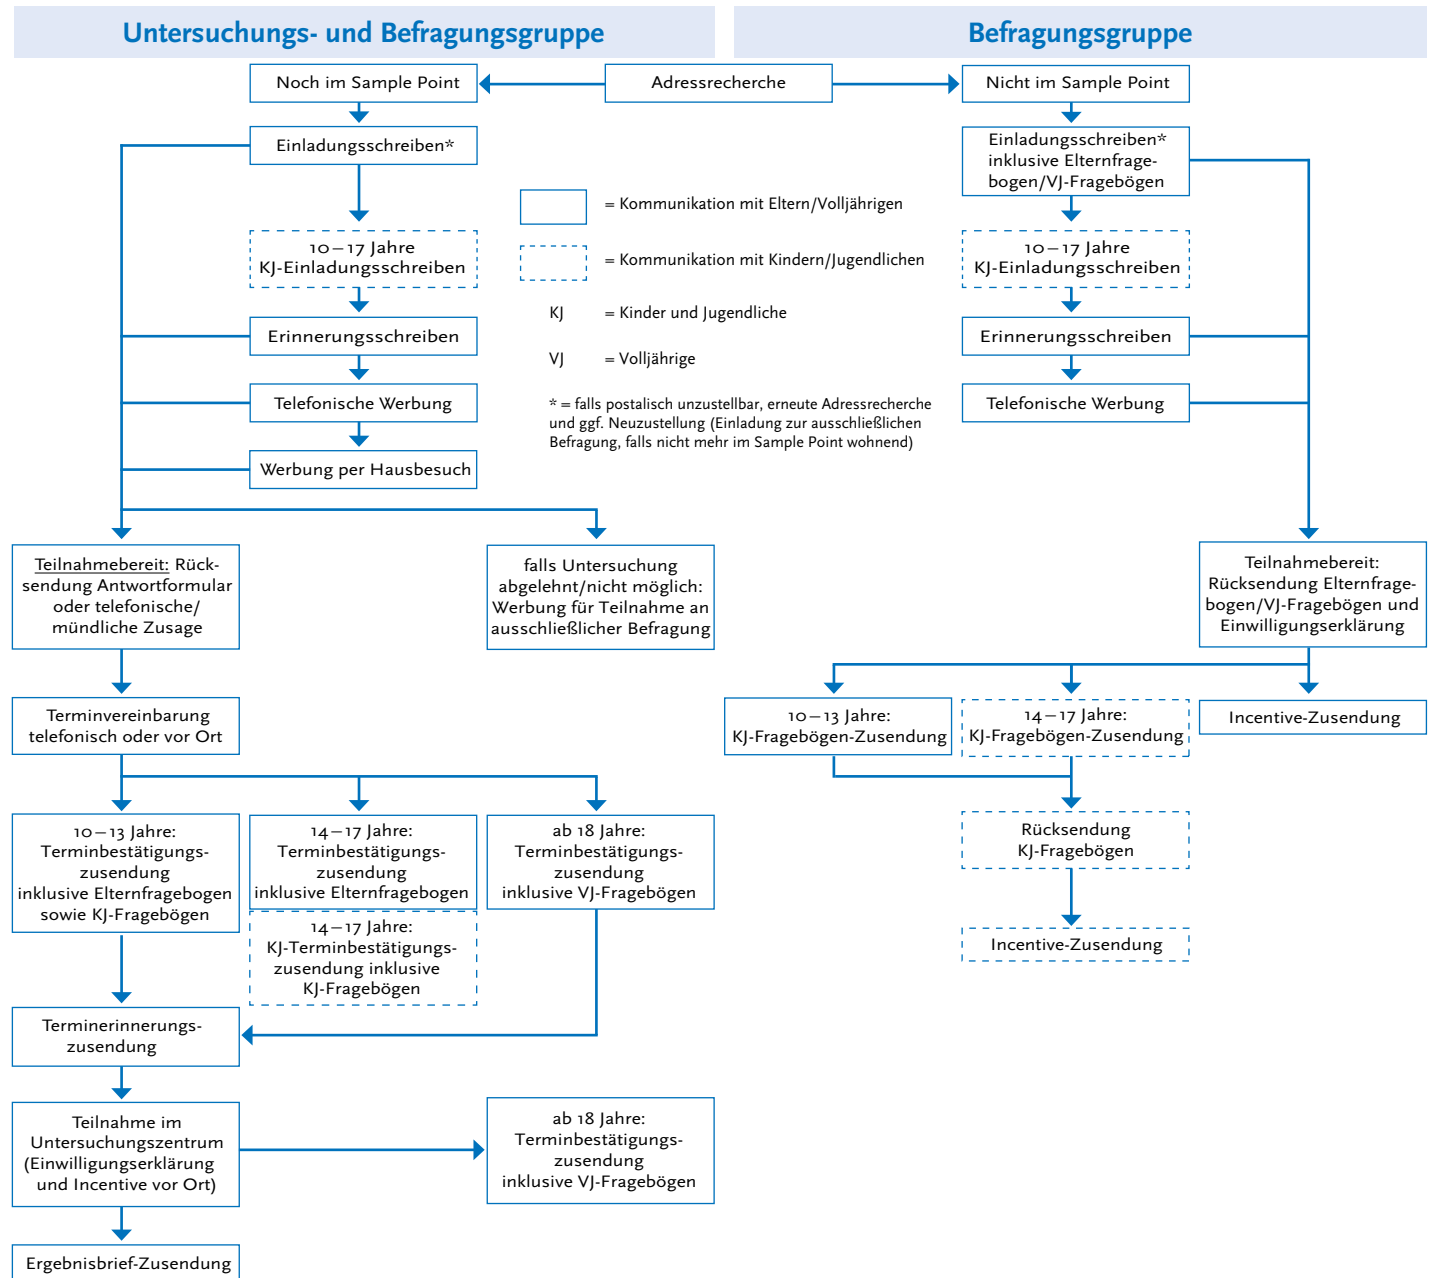 Untersuchungs- und Befragungsgruppe
Befragungsgruppe
Noch im Sample Point
Adressrecherche
Nicht im Sample Point
Einladungsschreiben*
Einladungsschreiben*
inklusive Elternfrage-
bogen/VJ-Fragebögen
= Kommunikation mit Eltern/Volljährigen
10–17 Jahre
KJ-Einladungsschreiben
= Kommunikation mit Kindern/Jugendlichen
10–17 Jahre
KJ-Einladungsschreiben
KJ = Kinder und Jugendliche
Erinnerungsschreiben
Erinnerungsschreiben
VJ = Volljährige
Telefonische Werbung
* = falls postalisch unzustellbar, erneute Adressrecherche
und ggf. Neuzustellung (Einladung zur ausschließlichen
Befragung, falls nicht mehr im Sample Point wohnend)
Telefonische Werbung
Werbung per Hausbesuch
Teilnahmebereit: Rück-
sendung Antwortformular
oder telefonische/
mündliche Zusage
falls Untersuchung
abgelehnt/nicht möglich:
Werbung für Teilnahme an
ausschließlicher Befragung
Teilnahmebereit:
Rücksendung Elternfrage-
bogen/VJ-Fragebögen und
Einwilligungserklärung
Terminvereinbarung
telefonisch oder vor Ort
10–13 Jahre:
KJ-Fragebögen-Zusendung
14–17 Jahre:
KJ-Fragebögen-Zusendung
Incentive-Zusendung
10–13 Jahre:
Terminbestätigungs-
zusendung
inklusive Elternfragebogen
sowie KJ-Fragebögen
14–17 Jahre:
Terminbestätigungs-
zusendung
inklusive Elternfragebogen
14–17 Jahre:
KJ-Terminbestätigungs-
zusendung inklusive
KJ-Fragebögen
ab 18 Jahre:
Terminbestätigungs-
zusendung
inklusive VJ-Fragebögen
Rücksendung
KJ-Fragebögen
Incentive-Zusendung
Terminerinnerungs-
zusendung
Teilnahme im
Untersuchungszentrum
(Einwilligungserklärung
und Incentive vor Ort)
ab 18 Jahre:
Terminbestätigungs-
zusendung
inklusive VJ-Fragebögen
Ergebnisbrief-Zusendung